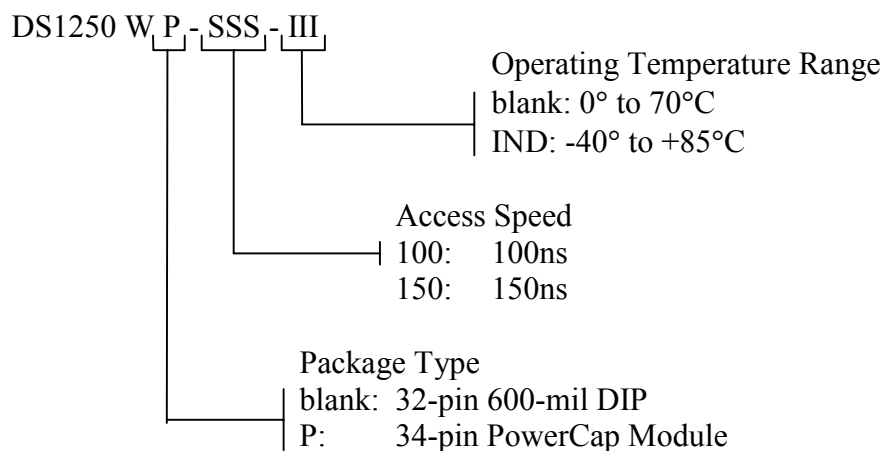 DS1250 W P - SSS - III
Operating Temperature Range
blank: 0° to 70°C
IND: -40° to +85°C
Access Speed
100: 100ns
150: 150ns
Package Type
blank: 32-pin 600-mil DIP
P: 34-pin PowerCap Module